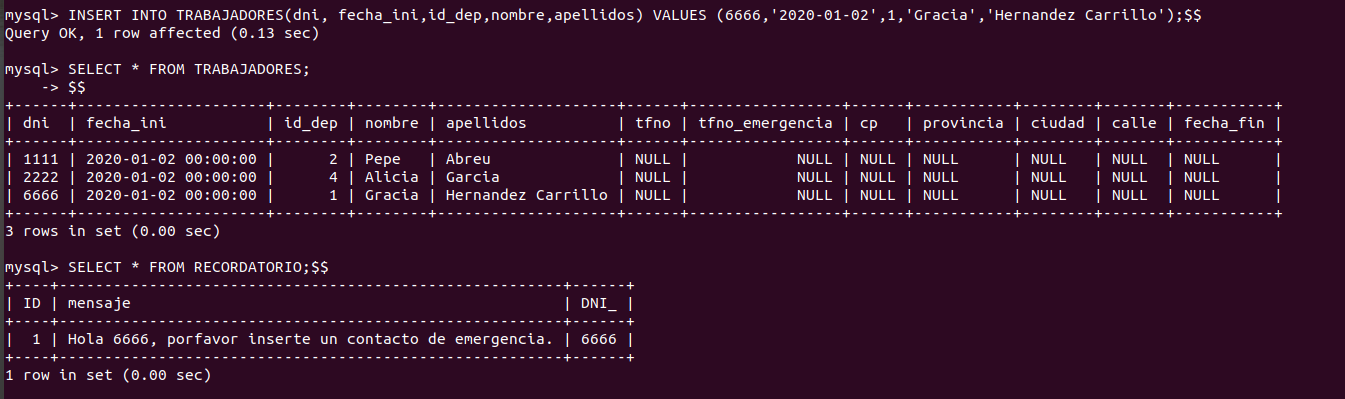 mysql> INSERT INTO TRABAJADORES(dni, fecha_ini,id_dep,nombre,apellidos) VALUES (6666,'2020-01-02',1,'Gracia','Hernandez Carrillo');$$
Query OK, 1 row affected (0.13 sec)
mysql> SELECT * FROM TRABAJADORES;
    -> $$
+------+---------------------+--------+---------+--------------------+------+-----------------+------+-----------+--------+-------+-----------+
| dni  | fecha_ini           | id_dep | nombre | apellidos          | tfno | tfno_emergencia | cp   | provincia | ciudad | calle | fecha_fin |
+------+---------------------+--------+---------+--------------------+------+-----------------+------+-----------+--------+-------+-----------+
| 1111 | 2020-01-02 00:00:00 |      2 | Pepe   | Abreu              | NULL |            NULL | NULL | NULL      | NULL   | NULL  | NULL      |
| 2222 | 2020-01-02 00:00:00 |      4 | Alicia | Garcia             | NULL |            NULL | NULL | NULL      | NULL   | NULL  | NULL      |
| 6666 | 2020-01-02 00:00:00 |      1 | Gracia | Hernandez Carrillo | NULL |            NULL | NULL | NULL      | NULL   | NULL  | NULL      |
+------+---------------------+--------+---------+--------------------+------+-----------------+------+-----------+--------+-------+-----------+
3 rows in set (0.00 sec)
mysql> SELECT * FROM RECORDATORIO;$$
+----+--------------------------------------------------------+------+
| ID | mensaje                                                | DNI_ |
+----+--------------------------------------------------------+------+
|  1 | Hola 6666, porfavor inserte un contacto de emergencia. | 6666 |
+----+--------------------------------------------------------+------+
1 row in set (0.00 sec)